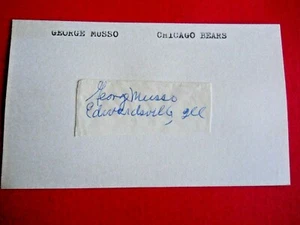 GEORGE MUSSO CHICAGO BEARS
George Musso
Edwardsville, Ill